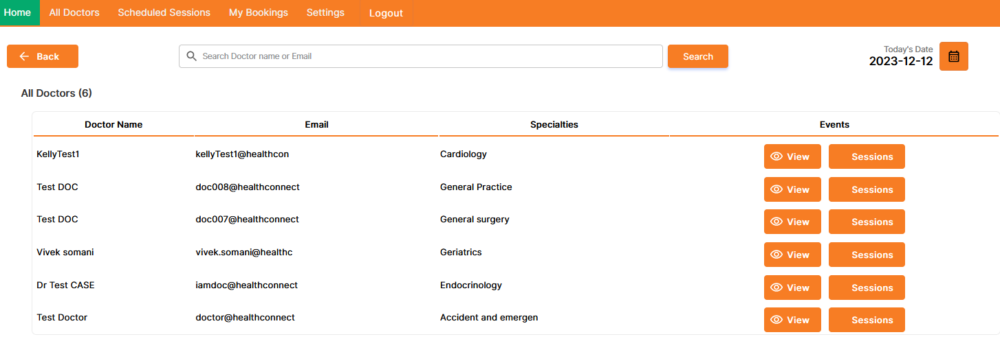 Home All Doctors Scheduled Sessions My Bookings Settings Logout
Back Search Doctor name or Email Search Today's Date
2023-12-12
All Doctors (6)
Doctor Name Email Specialties Events
KellyTest1 kellyTest1@healthcon Cardiology View Sessions
Test DOC doc008@healthconnect General Practice View Sessions
Test DOC doc007@healthconnect General surgery View Sessions
Vivek somani vivek.somani@healthc Geriatrics View Sessions
Dr Test CASE iamdoc@healthconnect Endocrinology View Sessions
Test Doctor doctor@healthconnect Accident and emergen View Sessions